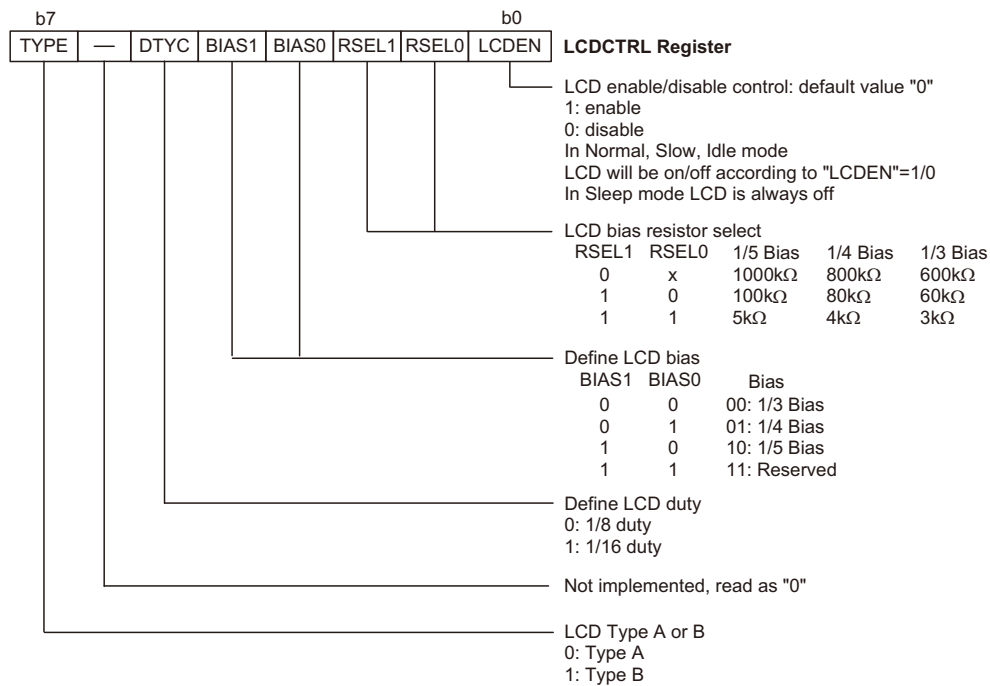 b7 b0
TYPE — DTYC BIAS1 BIAS0 RSEL1 RSEL0 LCDEN LCDCTRL Register
LCD enable/disable control: default value "0"
1: enable
0: disable
In Normal, Slow, Idle mode
LCD will be on/off according to "LCDEN"=1/0
In Sleep mode LCD is always off
LCD bias resistor select
RSEL1 RSEL0 1/5 Bias 1/4 Bias 1/3 Bias
0 x 1000kΩ 800kΩ 600kΩ
1 0 100kΩ 80kΩ 60kΩ
1 1 5kΩ 4kΩ 3kΩ
Define LCD bias
BIAS1 BIAS0 Bias
0 0 00: 1/3 Bias
0 1 01: 1/4 Bias
1 0 10: 1/5 Bias
1 1 11: Reserved
Define LCD duty
0: 1/8 duty
1: 1/16 duty
Not implemented, read as "0"
LCD Type A or B
0: Type A
1: Type B